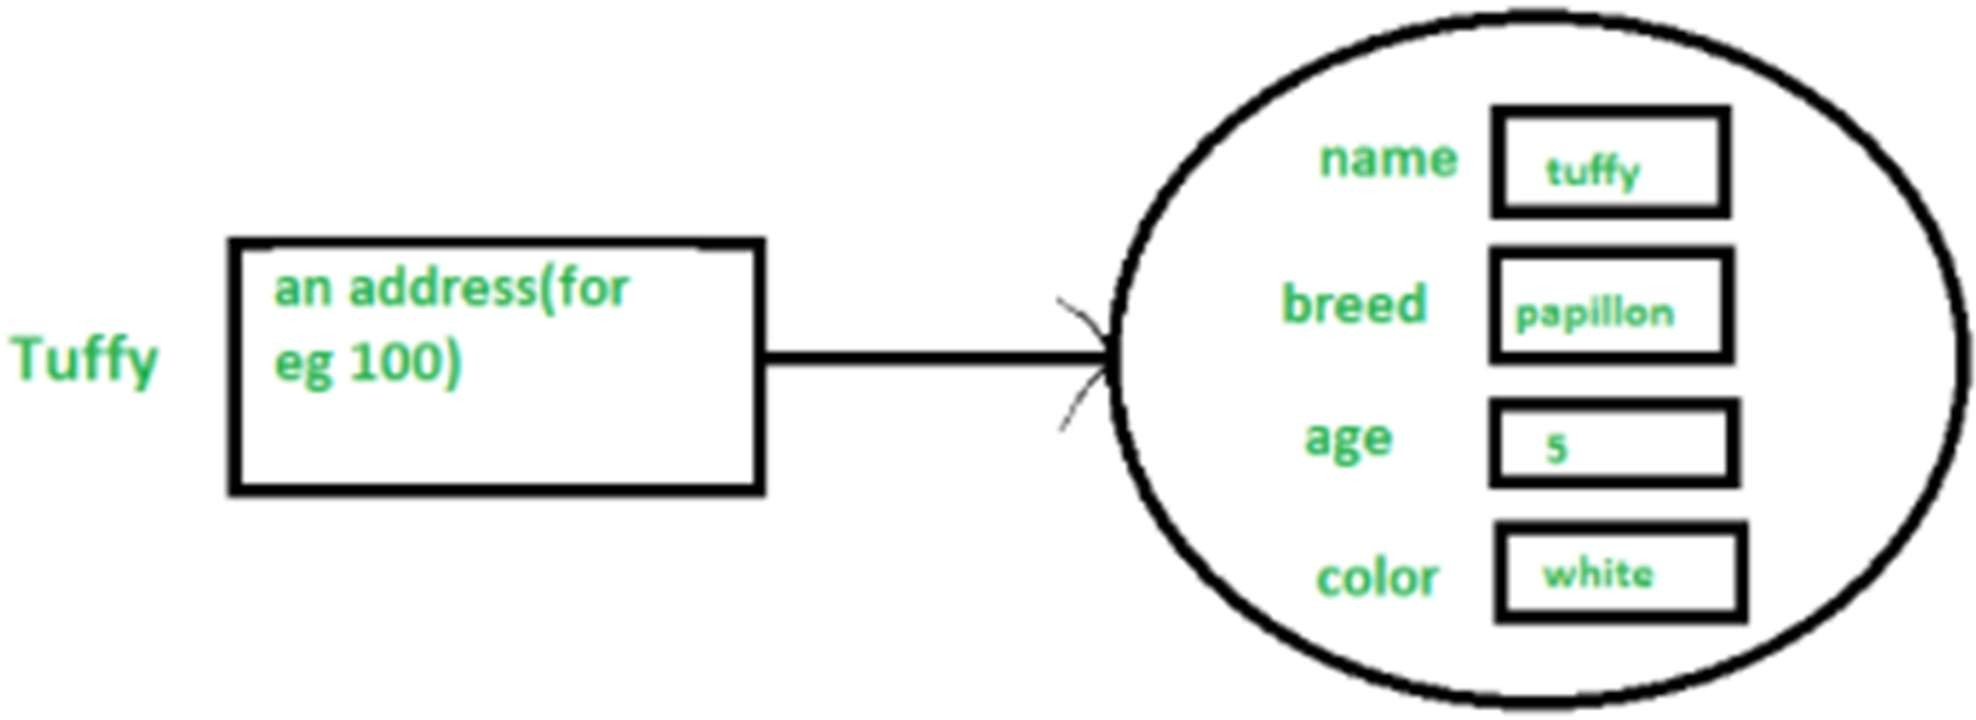 Tuffy
an address(for
eg 100)
name
tuffy
breed
papillon
age
5
color
white